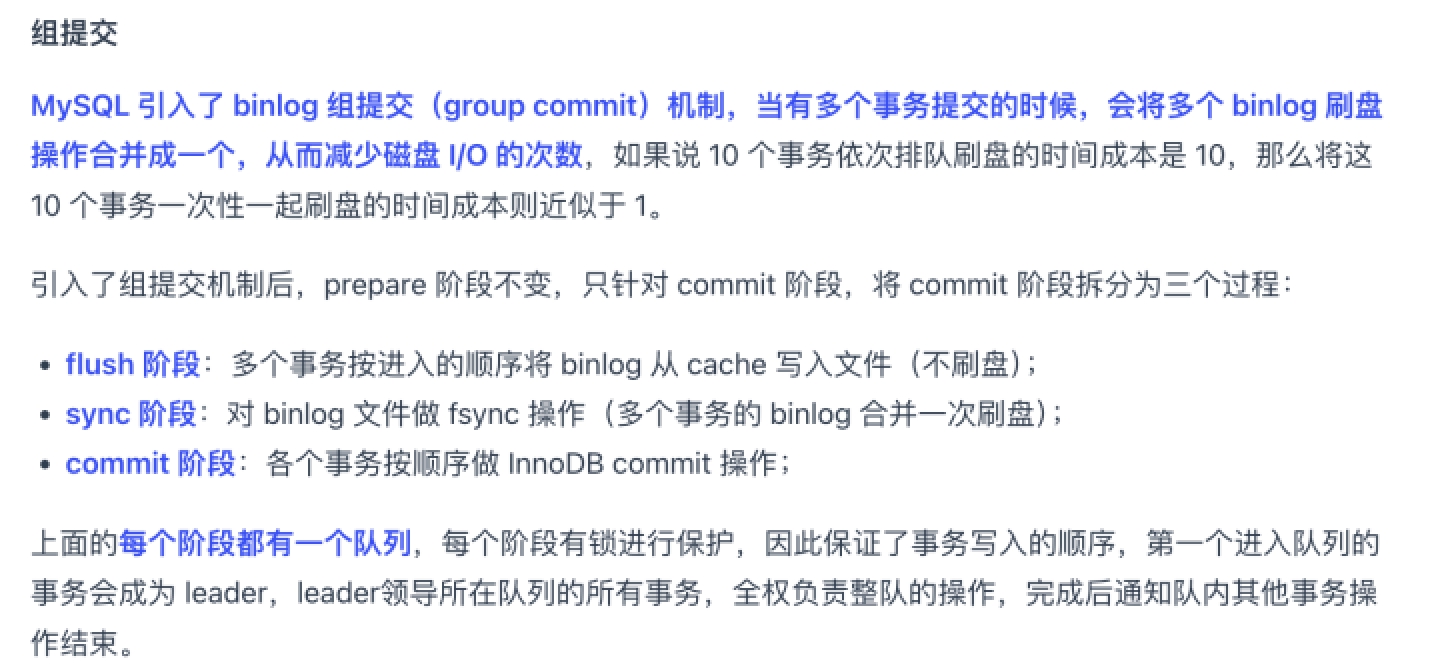 组提交
MySQL 引入了 binlog 组提交（group commit）机制，当有多个事务提交的时候，会将多个 binlog 刷盘
操作合并成一个，从而减少磁盘 I/O 的次数，如果说 10 个事务依次排队刷盘的时间成本是 10，那么将这
10 个事务一次性一起刷盘的时间成本则近似于 1。
引入了组提交机制后，prepare 阶段不变，只针对 commit 阶段，将 commit 阶段拆分为三个过程：
• flush 阶段：多个事务按进入的顺序将 binlog 从 cache 写入文件（不刷盘）；
• sync 阶段：对 binlog 文件做 fsync 操作（多个事务的 binlog 合并一次刷盘）；
• commit 阶段：各个事务按顺序做 InnoDB commit 操作；
上面的每个阶段都有一个队列，每个阶段有锁进行保护，因此保证了事务写入的顺序，第一个进入队列的
事务会成为 leader，leader领导所在队列的所有事务，全权负责整队的操作，完成后通知队内其他事务操
作结束。